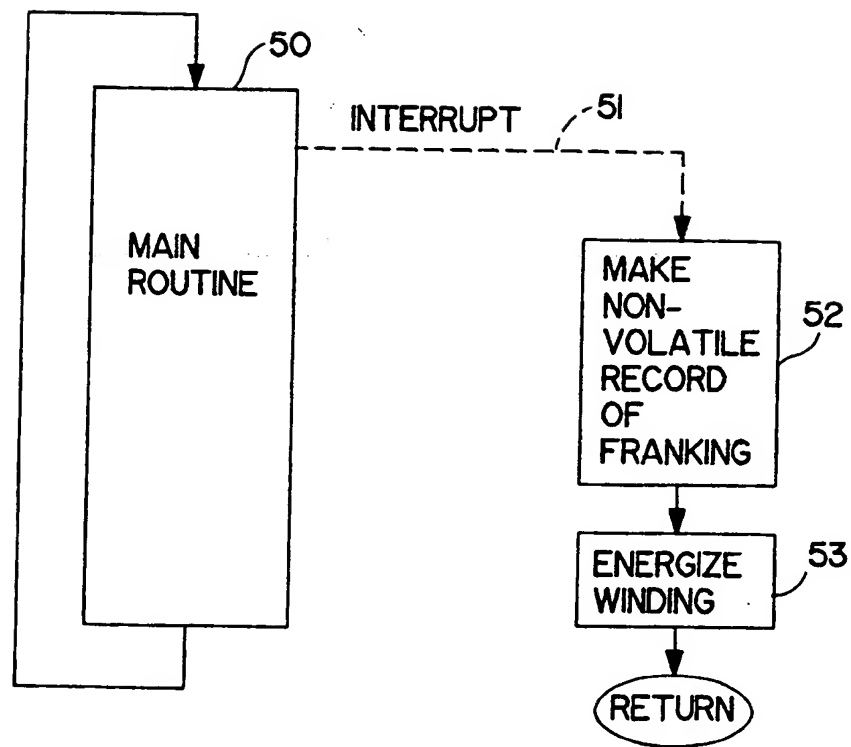 50
INTERRUPT
51
MAIN
ROUTINE
MAKE
NON-
VOLATILE
RECORD
OF
FRANKING
52
ENERGIZE
WINDING
53
RETURN